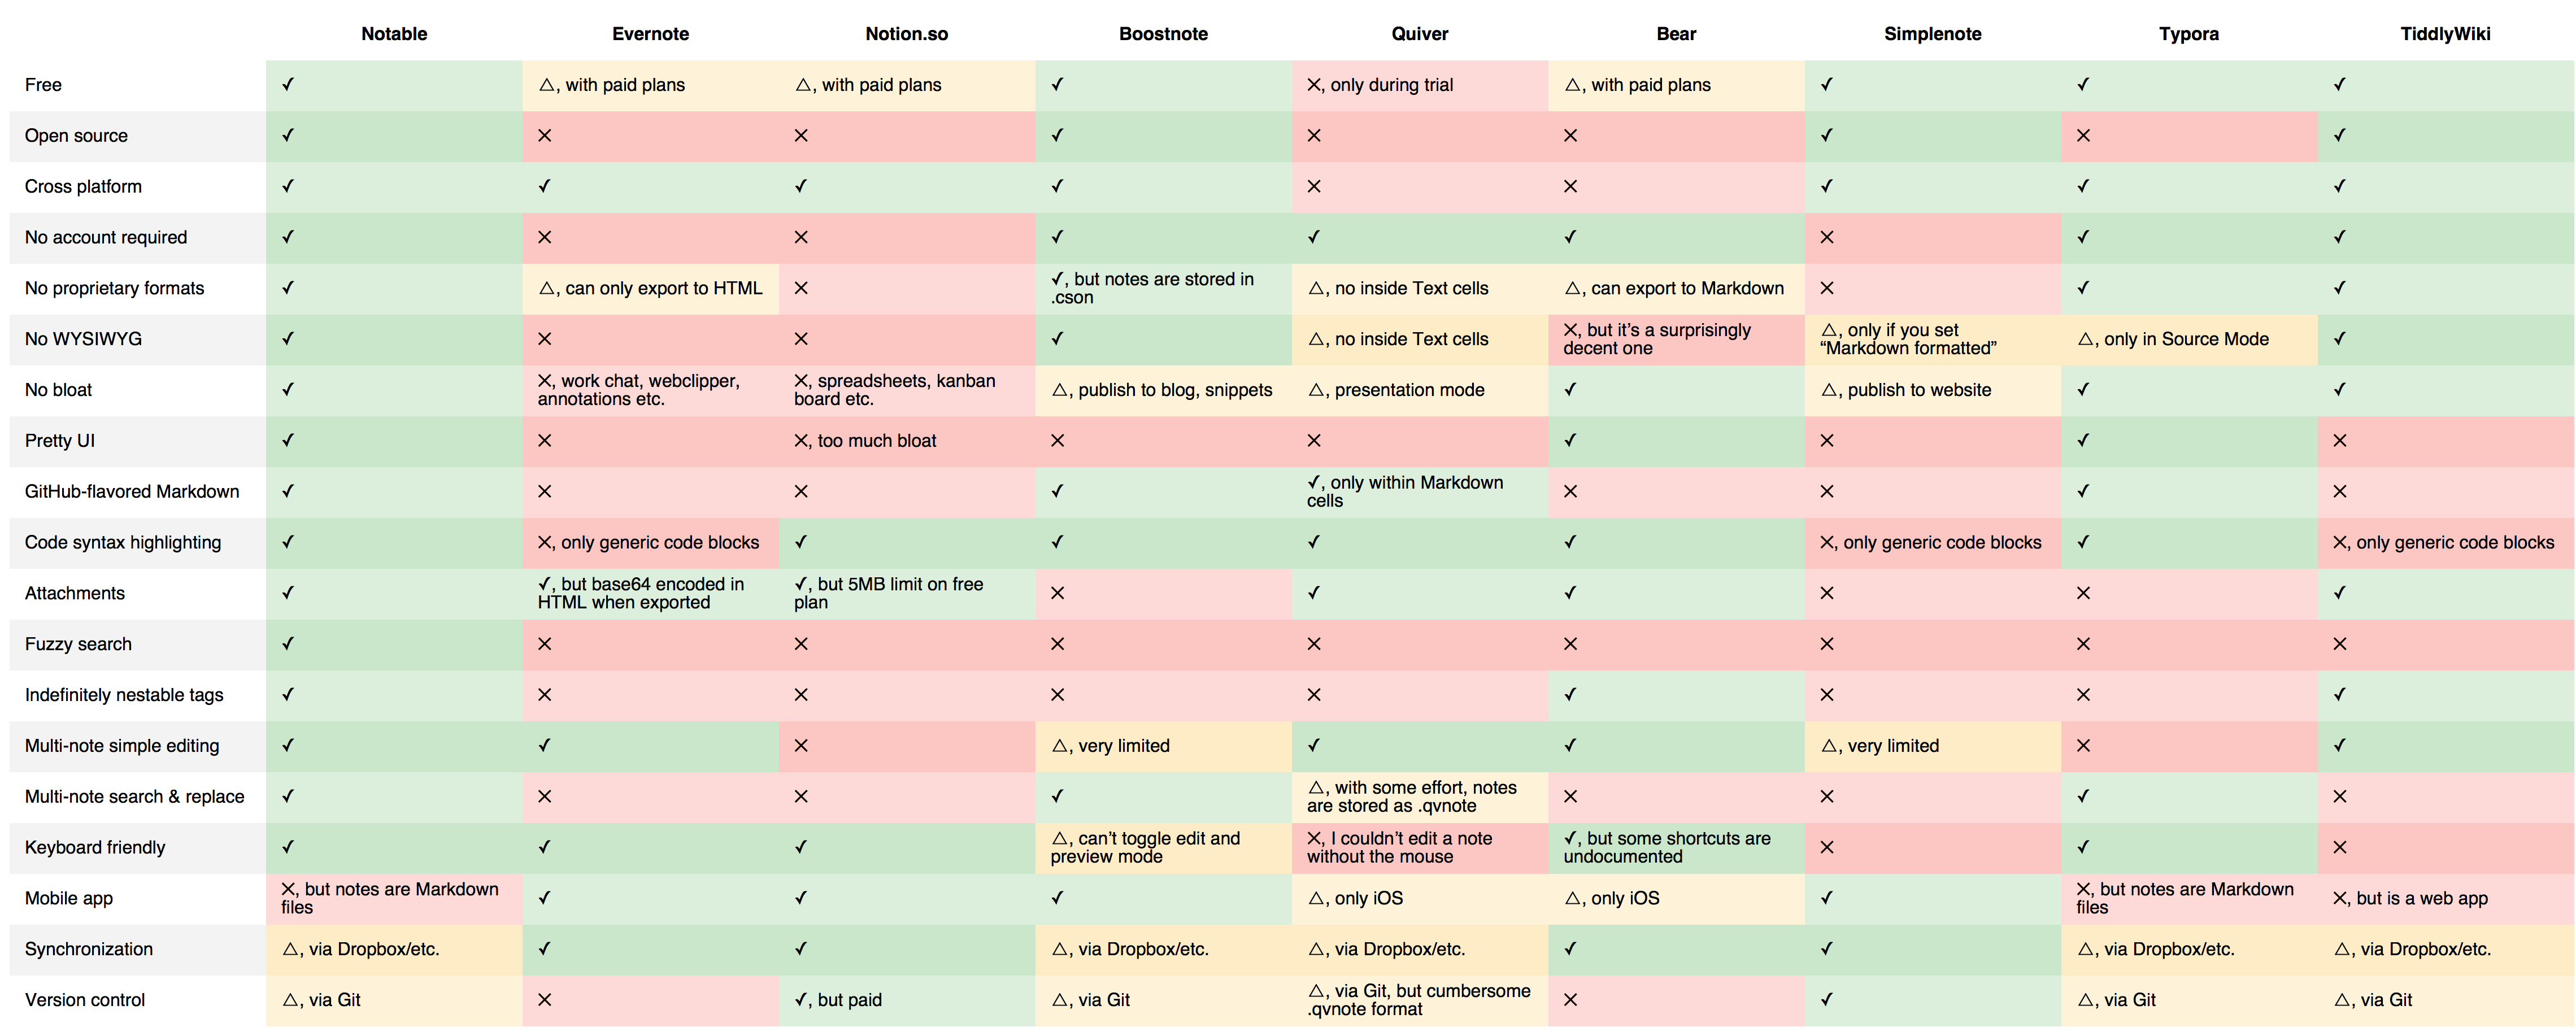 Notable Evernote Notion.so Boostnote Quiver Bear Simplenote Typora TiddlyWiki
Free ✓ △, with paid plans △, with paid plans ✓ ✕, only during trial △, with paid plans ✓ ✓ ✓
Open source ✓ ✕ ✕ ✓ ✕ ✕ ✓ ✕ ✓
Cross platform ✓ ✓ ✓ ✓ ✕ ✕ ✓ ✓ ✓
No account required ✓ ✕ ✕ ✓ ✓ ✓ ✕ ✓ ✓
No proprietary formats ✓ △, can only export to HTML ✕ ✓, but notes are stored in .cson △, no inside Text cells △, can export to Markdown ✕ ✓ ✓
No WYSIWYG ✓ ✕ ✕ ✓ △, no inside Text cells ✕, but it’s a surprisingly decent one △, only if you set “Markdown formatted” △, only in Source Mode ✓
No bloat ✓ ✕, work chat, webclipper, annotations etc. ✕, spreadsheets, kanban board etc. △, publish to blog, snippets △, presentation mode ✓ △, publish to website ✓ ✓
Pretty UI ✓ ✕ ✕, too much bloat ✕ ✕ ✓ ✕ ✓ ✕
GitHub-flavored Markdown ✓ ✕ ✕ ✓ ✓, only within Markdown cells ✕ ✕ ✓ ✕
Code syntax highlighting ✓ ✕, only generic code blocks ✓ ✓ ✓ ✓ ✕, only generic code blocks ✓ ✕, only generic code blocks
Attachments ✓ ✓, but base64 encoded in HTML when exported ✓, but 5MB limit on free plan ✕ ✓ ✓ ✕ ✕ ✓
Fuzzy search ✓ ✕ ✕ ✕ ✕ ✕ ✕ ✕ ✕
Indefinitely nestable tags ✓ ✕ ✕ ✕ ✕ ✓ ✕ ✕ ✓
Multi-note simple editing ✓ ✓ ✕ △, very limited ✓ ✓ △, very limited ✕ ✓
Multi-note search & replace ✓ ✕ ✕ ✓ △, with some effort, notes are stored as .qvnote ✕ ✕ ✓ ✕
Keyboard friendly ✓ ✓ ✓ △, can’t toggle edit and preview mode ✕, I couldn’t edit a note without the mouse ✓, but some shortcuts are undocumented ✕ ✓ ✕
Mobile app ✕, but notes are Markdown files ✓ ✓ ✓ △, only iOS △, only iOS ✓ ✕, but notes are Markdown files ✕, but is a web app
Synchronization △, via Dropbox/etc. ✓ ✓ △, via Dropbox/etc. △, via Dropbox/etc. ✓ ✓ △, via Dropbox/etc. △, via Dropbox/etc.
Version control △, via Git ✕ ✓, but paid △, via Git △, via Git, but cumbersome .qvnote format ✕ ✓ △, via Git △, via Git